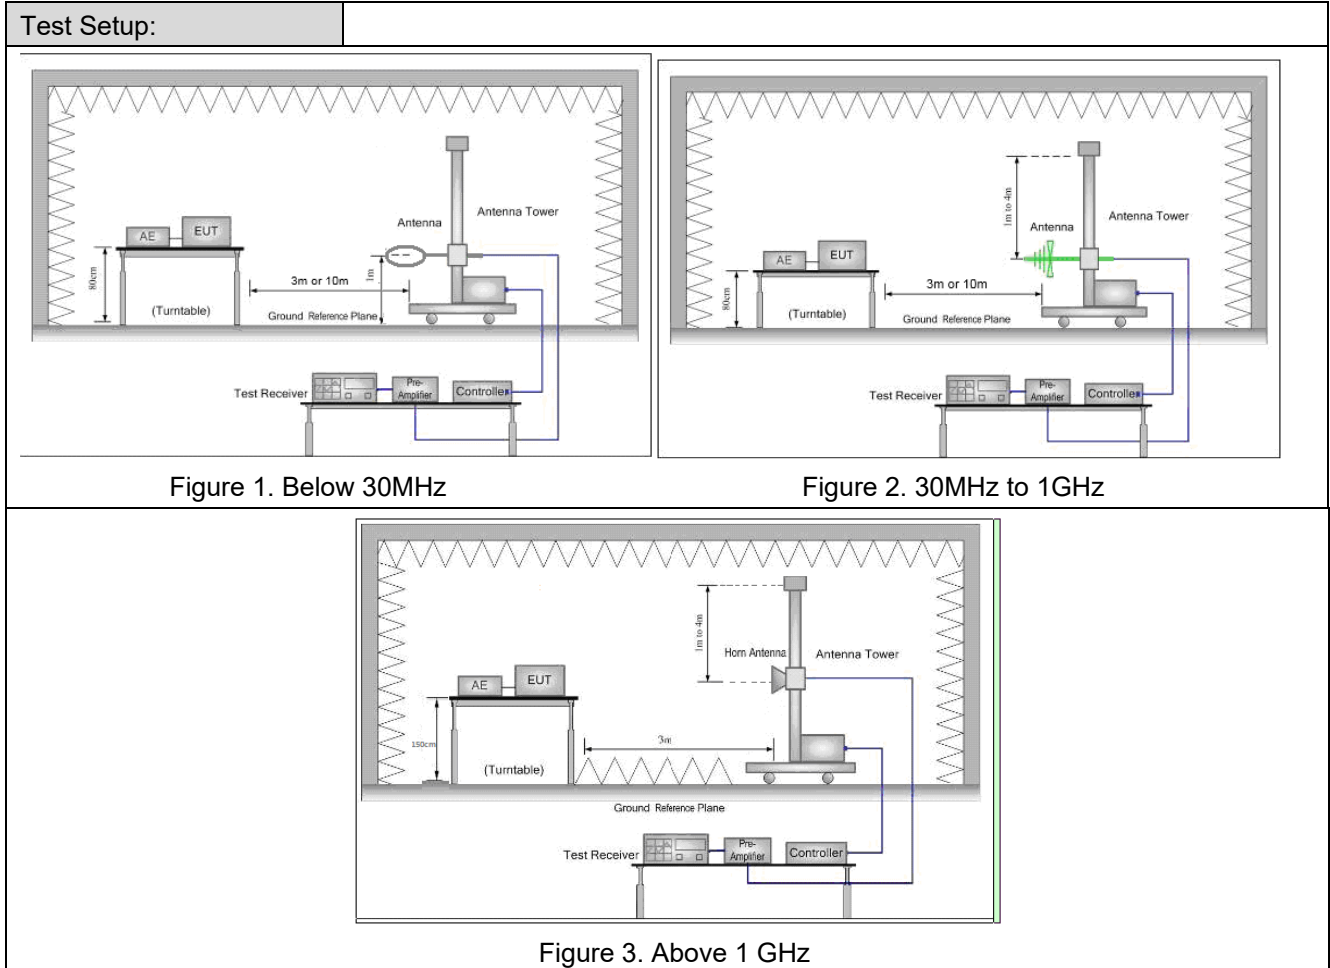 Test Setup:
Antenna
Antenna Tower
AE
EUT
80cm
1m
3m or 10m
(Turntable)
Ground Reference Plane
Test Receiver
Pre-
Amplifier
Controller
Figure 1. Below 30MHz
1m to 4m
Antenna
Antenna Tower
AE
EUT
80cm
3m or 10m
(Turntable)
Ground Reference Plane
Test Receiver
Pre-
Amplifier
Controller
Figure 2. 30MHz to 1GHz
1m to 4m
Horn Antenna
Antenna Tower
AE
EUT
150cm
3m
(Turntable)
Ground Reference Plane
Test Receiver
Pre-
Amplifier
Controller
Figure 3. Above 1 GHz